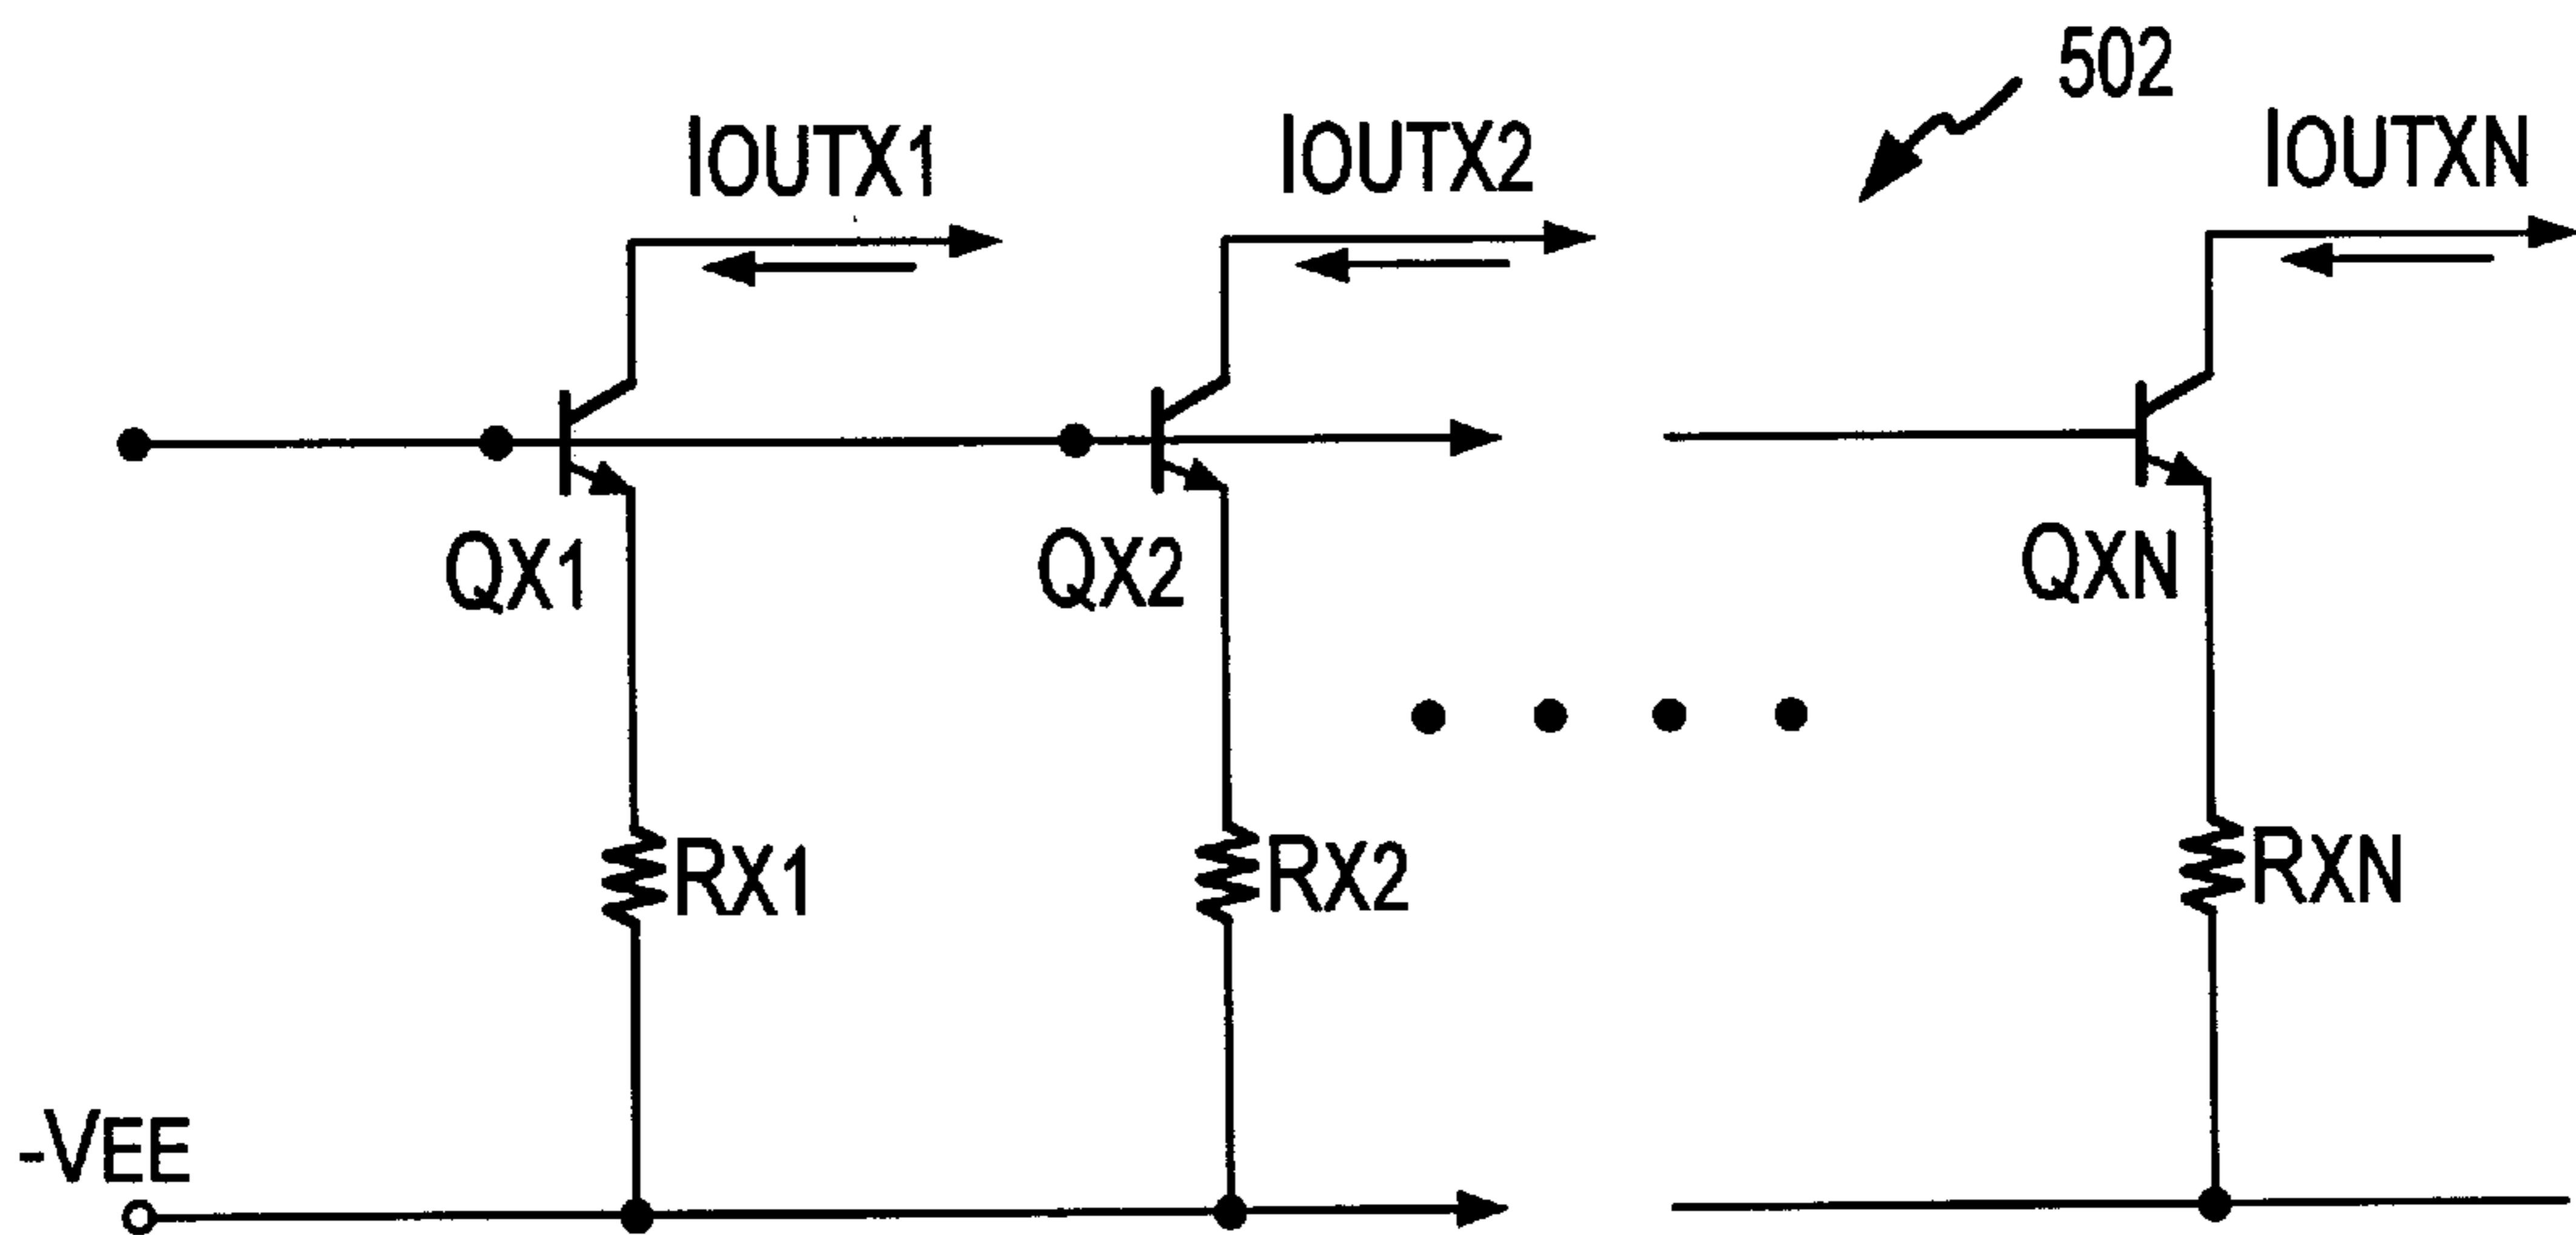 502
IOUTX1
IOUTX2
IOUTXN
QX1
QX2
QXN
RX1
RX2
RXN
-VEE